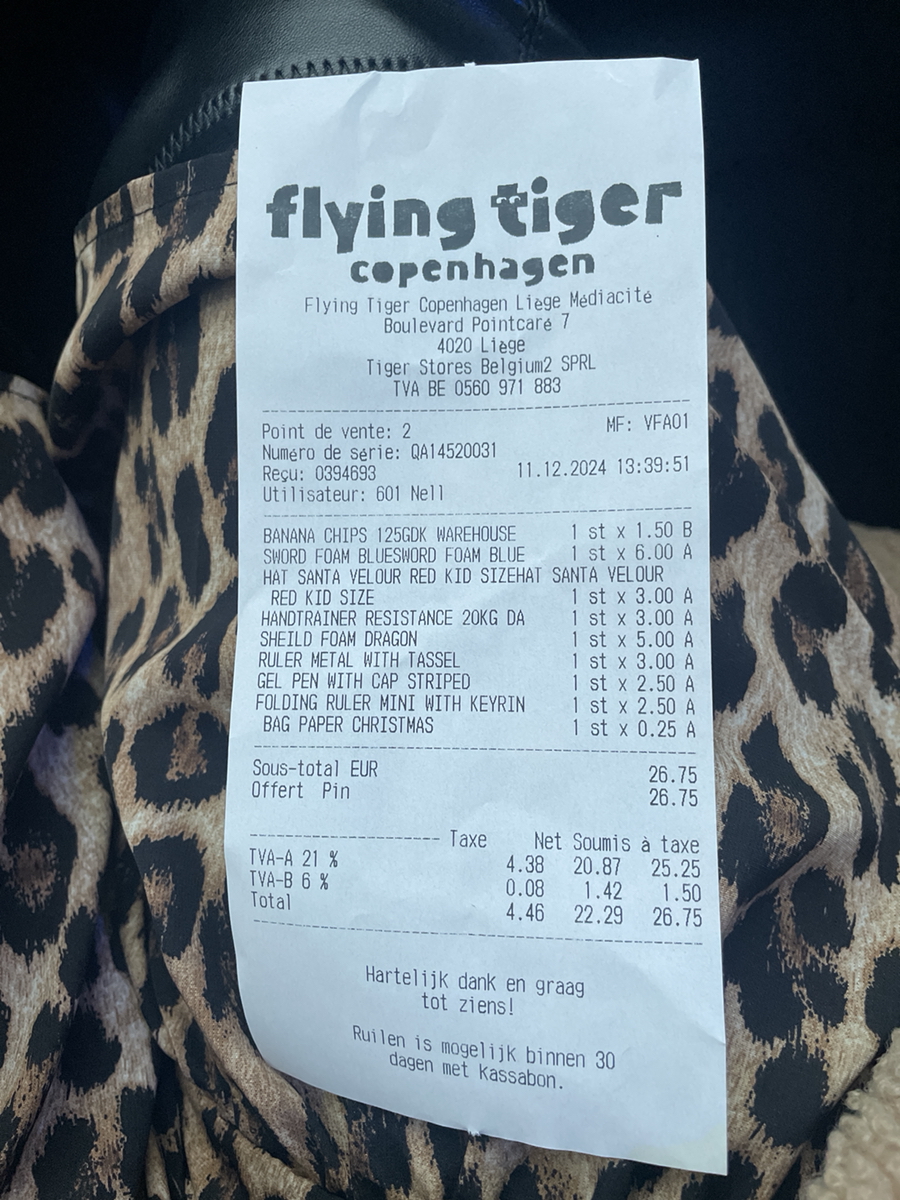 flying tiger
copenhagen
Flying Tiger Copenhagen Liège Médiacité
Boulevard Pointcaré 7
4020 Liège
Tiger Stores Belgium2 SPRL
TVA BE 0560 971 883
Point de vente: 2 MF: VFA01
Numéro de série: QA14520031
Reçu: 0394693 11.12.2024 13:39:51
Utilisateur: 601 Nell
BANANA CHIPS 125GDK WAREHOUSE 1 st x 1.50 B
SWORD FOAM BLUESWORD FOAM BLUE 1 st x 6.00 A
HAT SANTA VELOUR RED KID SIZEHAT SANTA VELOUR
RED KID SIZE 1 st x 3.00 A
HANDTRAINER RESISTANCE 20KG DA 1 st x 3.00 A
SHEILD FOAM DRAGON 1 st x 5.00 A
RULER METAL WITH TASSEL 1 st x 3.00 A
GEL PEN WITH CAP STRIPED 1 st x 2.50 A
FOLDING RULER MINI WITH KEYRIN 1 st x 2.50 A
BAG PAPER CHRISTMAS 1 st x 0.25 A
Sous-total EUR 26.75
Offert Pin 26.75
Taxe Net Soumis à taxe
TVA-A 21 % 4.38 20.87 25.25
TVA-B 6 % 0.08 1.42 1.50
Total 4.46 22.29 26.75
Hartelijk dank en graag
tot ziens!
Ruilen is mogelijk binnen 30
dagen met Kassabon.